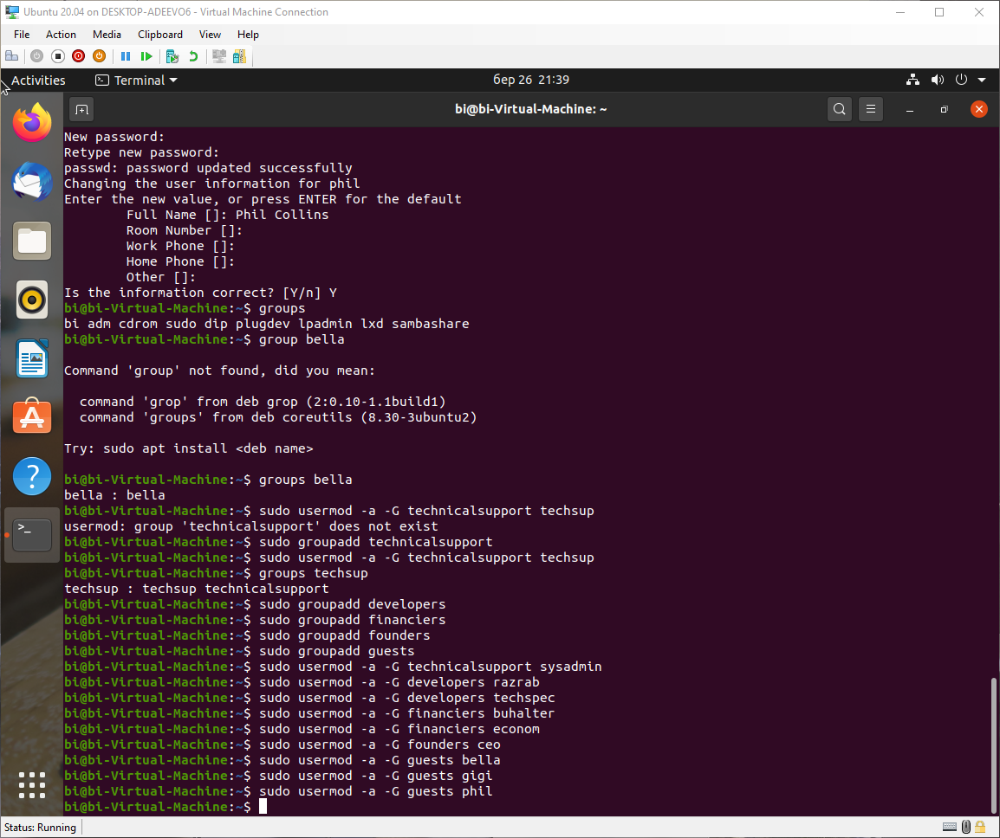 Ubuntu 20.04 on DESKTOP-ADEEVO6 - Virtual Machine Connection
File Action Media Clipboard View Help
Activities Terminal бер 26 21:39
bi@bi-Virtual-Machine: ~
New password:
Retype new password:
passwd: password updated successfully
Changing the user information for phil
Enter the new value, or press ENTER for the default
Full Name []: Phil Collins
Room Number []:
Work Phone []:
Home Phone []:
Other []:
Is the information correct? [Y/n] Y
bi@bi-Virtual-Machine:~$ groups
bi adm cdrom sudo dip plugdev lpadmin lxd sambashare
bi@bi-Virtual-Machine:~$ group bella
Command 'group' not found, did you mean:
command 'grop' from deb grop (2:0.10-1.1build1)
command 'groups' from deb coreutils (8.30-3ubuntu2)
Try: sudo apt install <deb name>
bi@bi-Virtual-Machine:~$ groups bella
bella : bella
bi@bi-Virtual-Machine:~$ sudo usermod -a -G technicalsupport techsup
usermod: group 'technicalsupport' does not exist
bi@bi-Virtual-Machine:~$ sudo groupadd technicalsupport
bi@bi-Virtual-Machine:~$ sudo usermod -a -G technicalsupport techsup
bi@bi-Virtual-Machine:~$ groups techsup
techsup : techsup technicalsupport
bi@bi-Virtual-Machine:~$ sudo groupadd developers
bi@bi-Virtual-Machine:~$ sudo groupadd financiers
bi@bi-Virtual-Machine:~$ sudo groupadd founders
bi@bi-Virtual-Machine:~$ sudo groupadd guests
bi@bi-Virtual-Machine:~$ sudo usermod -a -G technicalsupport sysadmin
bi@bi-Virtual-Machine:~$ sudo usermod -a -G developers razrab
bi@bi-Virtual-Machine:~$ sudo usermod -a -G developers techspec
bi@bi-Virtual-Machine:~$ sudo usermod -a -G financiers buhalter
bi@bi-Virtual-Machine:~$ sudo usermod -a -G financiers econom
bi@bi-Virtual-Machine:~$ sudo usermod -a -G founders ceo
bi@bi-Virtual-Machine:~$ sudo usermod -a -G guests bella
bi@bi-Virtual-Machine:~$ sudo usermod -a -G guests gigi
bi@bi-Virtual-Machine:~$ sudo usermod -a -G guests phil
bi@bi-Virtual-Machine:~$
Status: Running